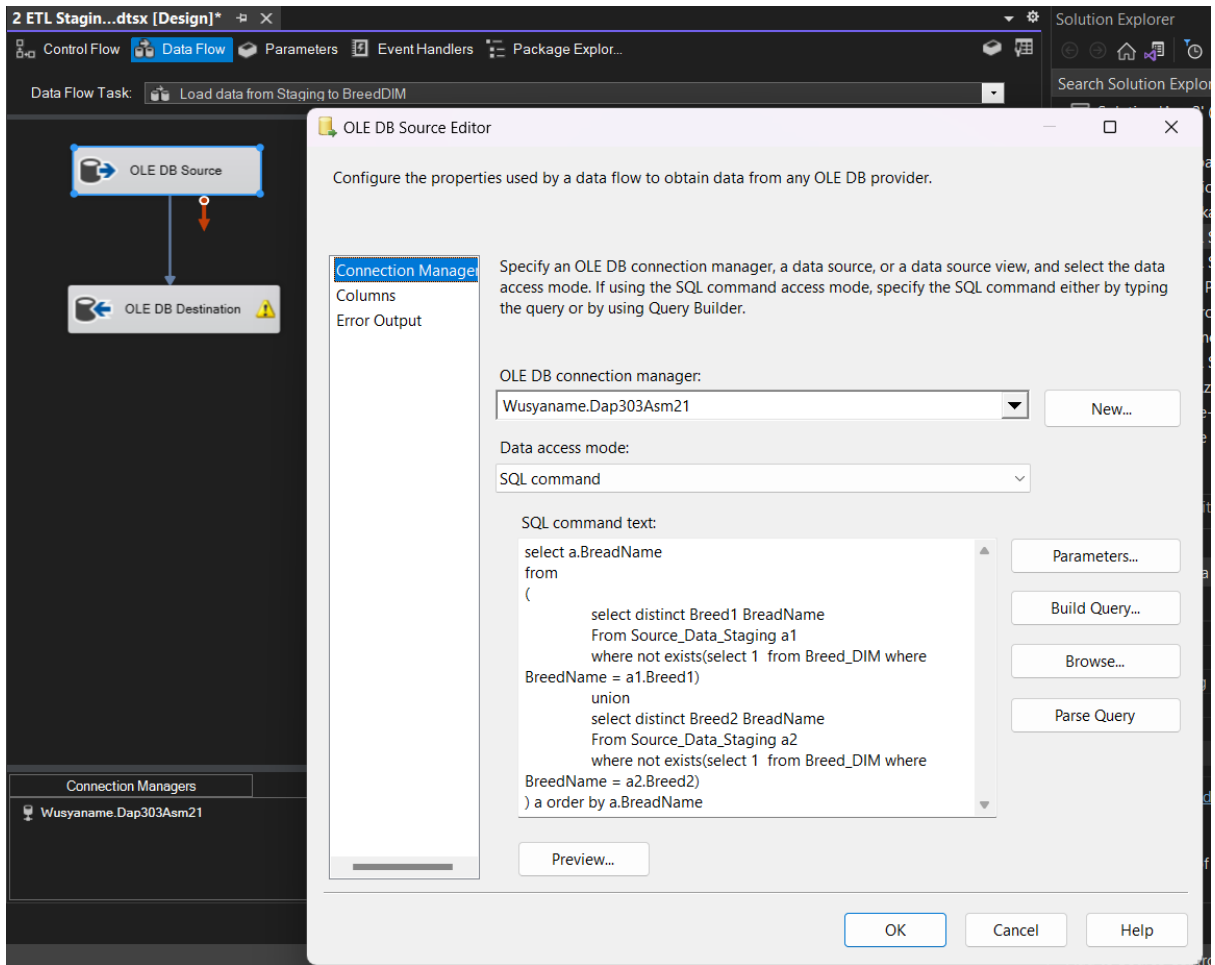 2 ETL Stagin...dtsx [Design]*
Solution Explorer
Control Flow Data Flow Parameters Event Handlers Package Explor...
Search Solution Explor
Data Flow Task: Load data from Staging to BreedDIM
OLE DB Source
OLE DB Destination
Connection Managers
Wusyaname.Dap303Asm21
OLE DB Source Editor
Configure the properties used by a data flow to obtain data from any OLE DB provider.
Connection Manager
Columns
Error Output
Specify an OLE DB connection manager, a data source, or a data source view, and select the data
access mode. If using the SQL command access mode, specify the SQL command either by typing
the query or by using Query Builder.
OLE DB connection manager:
Wusyaname.Dap303Asm21
New...
Data access mode:
SQL command
SQL command text:
select a.BreadName
from
(
select distinct Breed1 BreadName
From Source_Data_Staging a1
where not exists(select 1  from Breed_DIM where
BreedName = a1.Breed1)
union
select distinct Breed2 BreadName
From Source_Data_Staging a2
where not exists(select 1  from Breed_DIM where
BreedName = a2.Breed2)
) a order by a.BreadName
Parameters...
Build Query...
Browse...
Parse Query
Preview...
OK
Cancel
Help